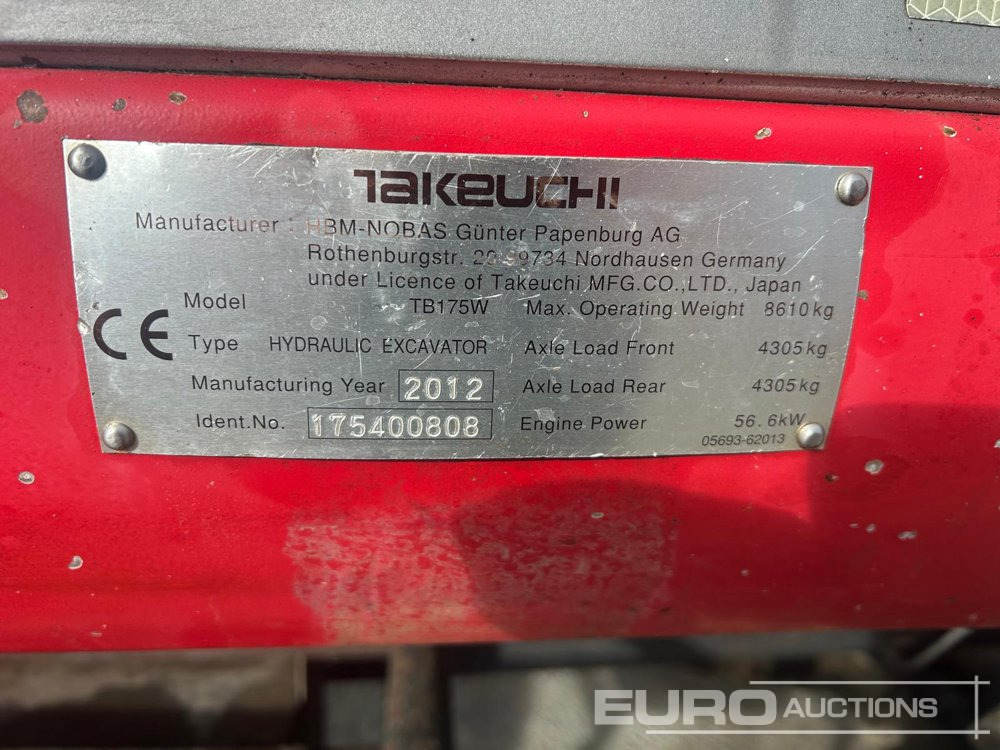 TAKEUCHI
Manufacturer : HBM-NOBAS Günter Papenburg AG
Rothenburgstr. 20 99734 Nordhausen Germany
under Licence of Takeuchi MFG.CO.,LTD., Japan
Model TB175W Max. Operating Weight 8610kg
CE
Type HYDRAULIC EXCAVATOR Axle Load Front 4305kg
Manufacturing Year 2012 Axle Load Rear 4305kg
Ident.No. 175400808 Engine Power 56.6kW
05693-62013
EURO AUCTIONS